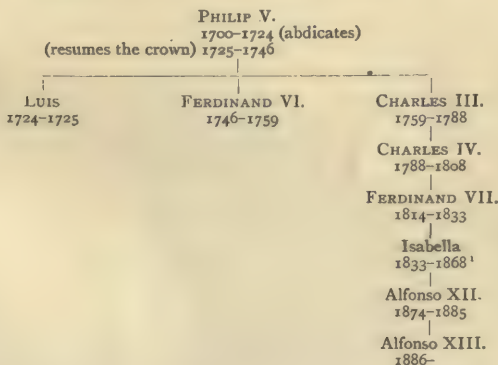 PHILIP V.
1700–1724 (abdicates)
(resumes the crown) 1725–1746
LUIS FERDINAND VI. CHARLES III.
1724–1725 1746–1759 1759–1788
CHARLES IV.
1788–1808
FERDINAND VII.
1814–1833
Isabella
1833–1868¹
Alfonso XII.
1874–1885
Alfonso XIII.
1886–